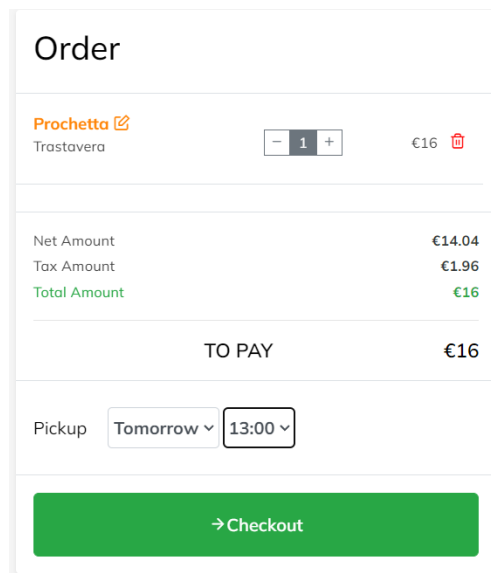 Order
Prochetta
Trastavera
− 1 + €16
Net Amount €14.04
Tax Amount €1.96
Total Amount €16
TO PAY €16
Pickup Tomorrow 13:00
→Checkout